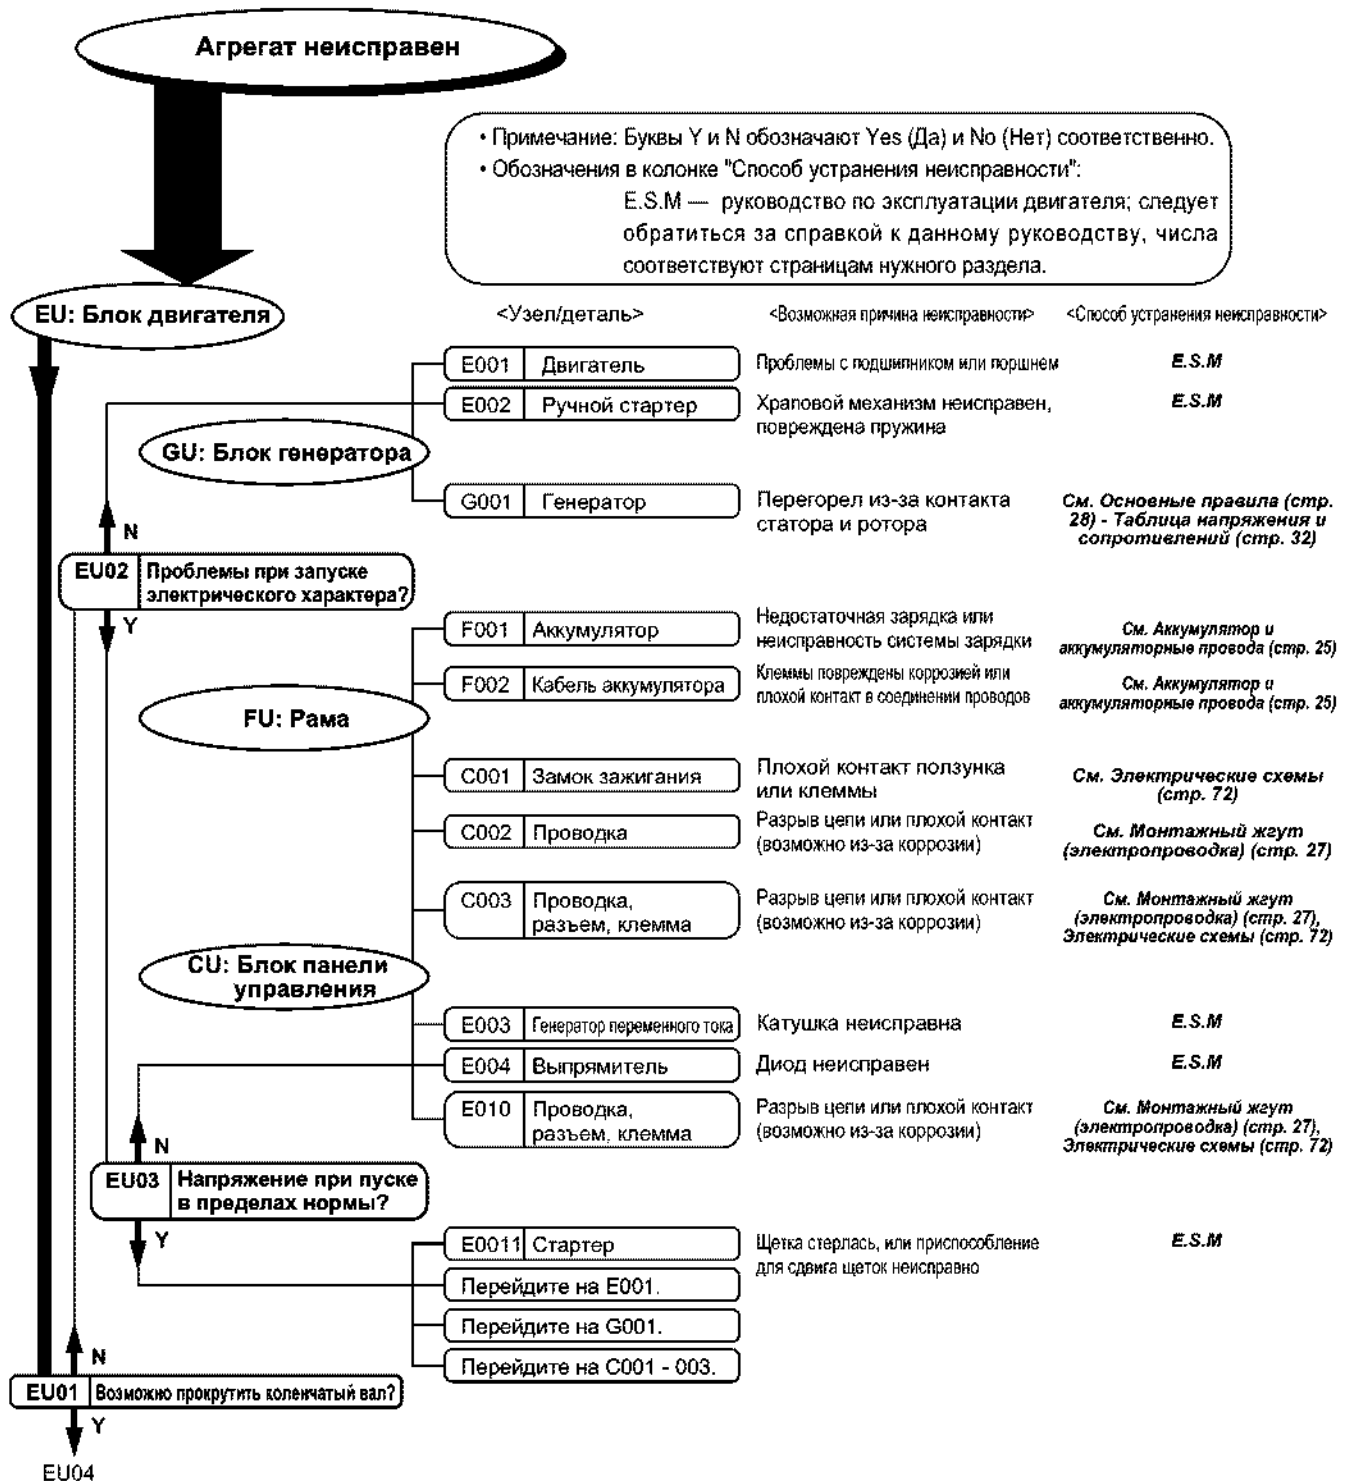 Агрегат неисправен
• Примечание: Буквы Y и N обозначают Yes (Да) и No (Нет) соответственно.
• Обозначения в колонке "Способ устранения неисправности":
E.S.M — руководство по эксплуатации двигателя; следует
обратиться за справкой к данному руководству, числа
соответствуют страницам нужного раздела.
EU: Блок двигателя
<Узел/деталь>
<Возможная причина неисправности>
<Способ устранения неисправности>
E001 Двигатель
Проблемы с подшипником или поршнем
E.S.M
E002 Ручной стартер
Храповой механизм неисправен,
повреждена пружина
E.S.M
GU: Блок генератора
G001 Генератор
Перегорел из-за контакта
статора и ротора
См. Основные правила (стр.
28) - Таблица напряжения и
сопротивлений (стр. 32)
N
EU02 Проблемы при запуске
электрического характера?
Y
F001 Аккумулятор
Недостаточная зарядка или
неисправность системы зарядки
См. Аккумулятор и
аккумуляторные провода (стр. 25)
F002 Кабель аккумулятора
Клеммы повреждены коррозией или
плохой контакт в соединении проводов
См. Аккумулятор и
аккумуляторные провода (стр. 25)
FU: Рама
C001 Замок зажигания
Плохой контакт ползунка
или клеммы
См. Электрические схемы
(стр. 72)
C002 Проводка
Разрыв цепи или плохой контакт
(возможно из-за коррозии)
См. Монтажный жгут
(электропроводка) (стр. 27)
C003 Проводка,
разъем, клемма
Разрыв цепи или плохой контакт
(возможно из-за коррозии)
См. Монтажный жгут
(электропроводка) (стр. 27),
Электрические схемы (стр. 72)
CU: Блок панели
управления
E003 Генератор переменного тока
Катушка неисправна
E.S.M
E004 Выпрямитель
Диод неисправен
E.S.M
E010 Проводка,
разъем, клемма
Разрыв цепи или плохой контакт
(возможно из-за коррозии)
См. Монтажный жгут
(электропроводка) (стр. 27),
Электрические схемы (стр. 72)
N
EU03 Напряжение при пуске
в пределах нормы?
Y
E0011 Стартер
Щетка стерлась, или приспособление
для сдвига щеток неисправно
E.S.M
Перейдите на E001.
Перейдите на G001.
Перейдите на C001 - 003.
N
EU01 Возможно прокрутить коленчатый вал?
Y
EU04